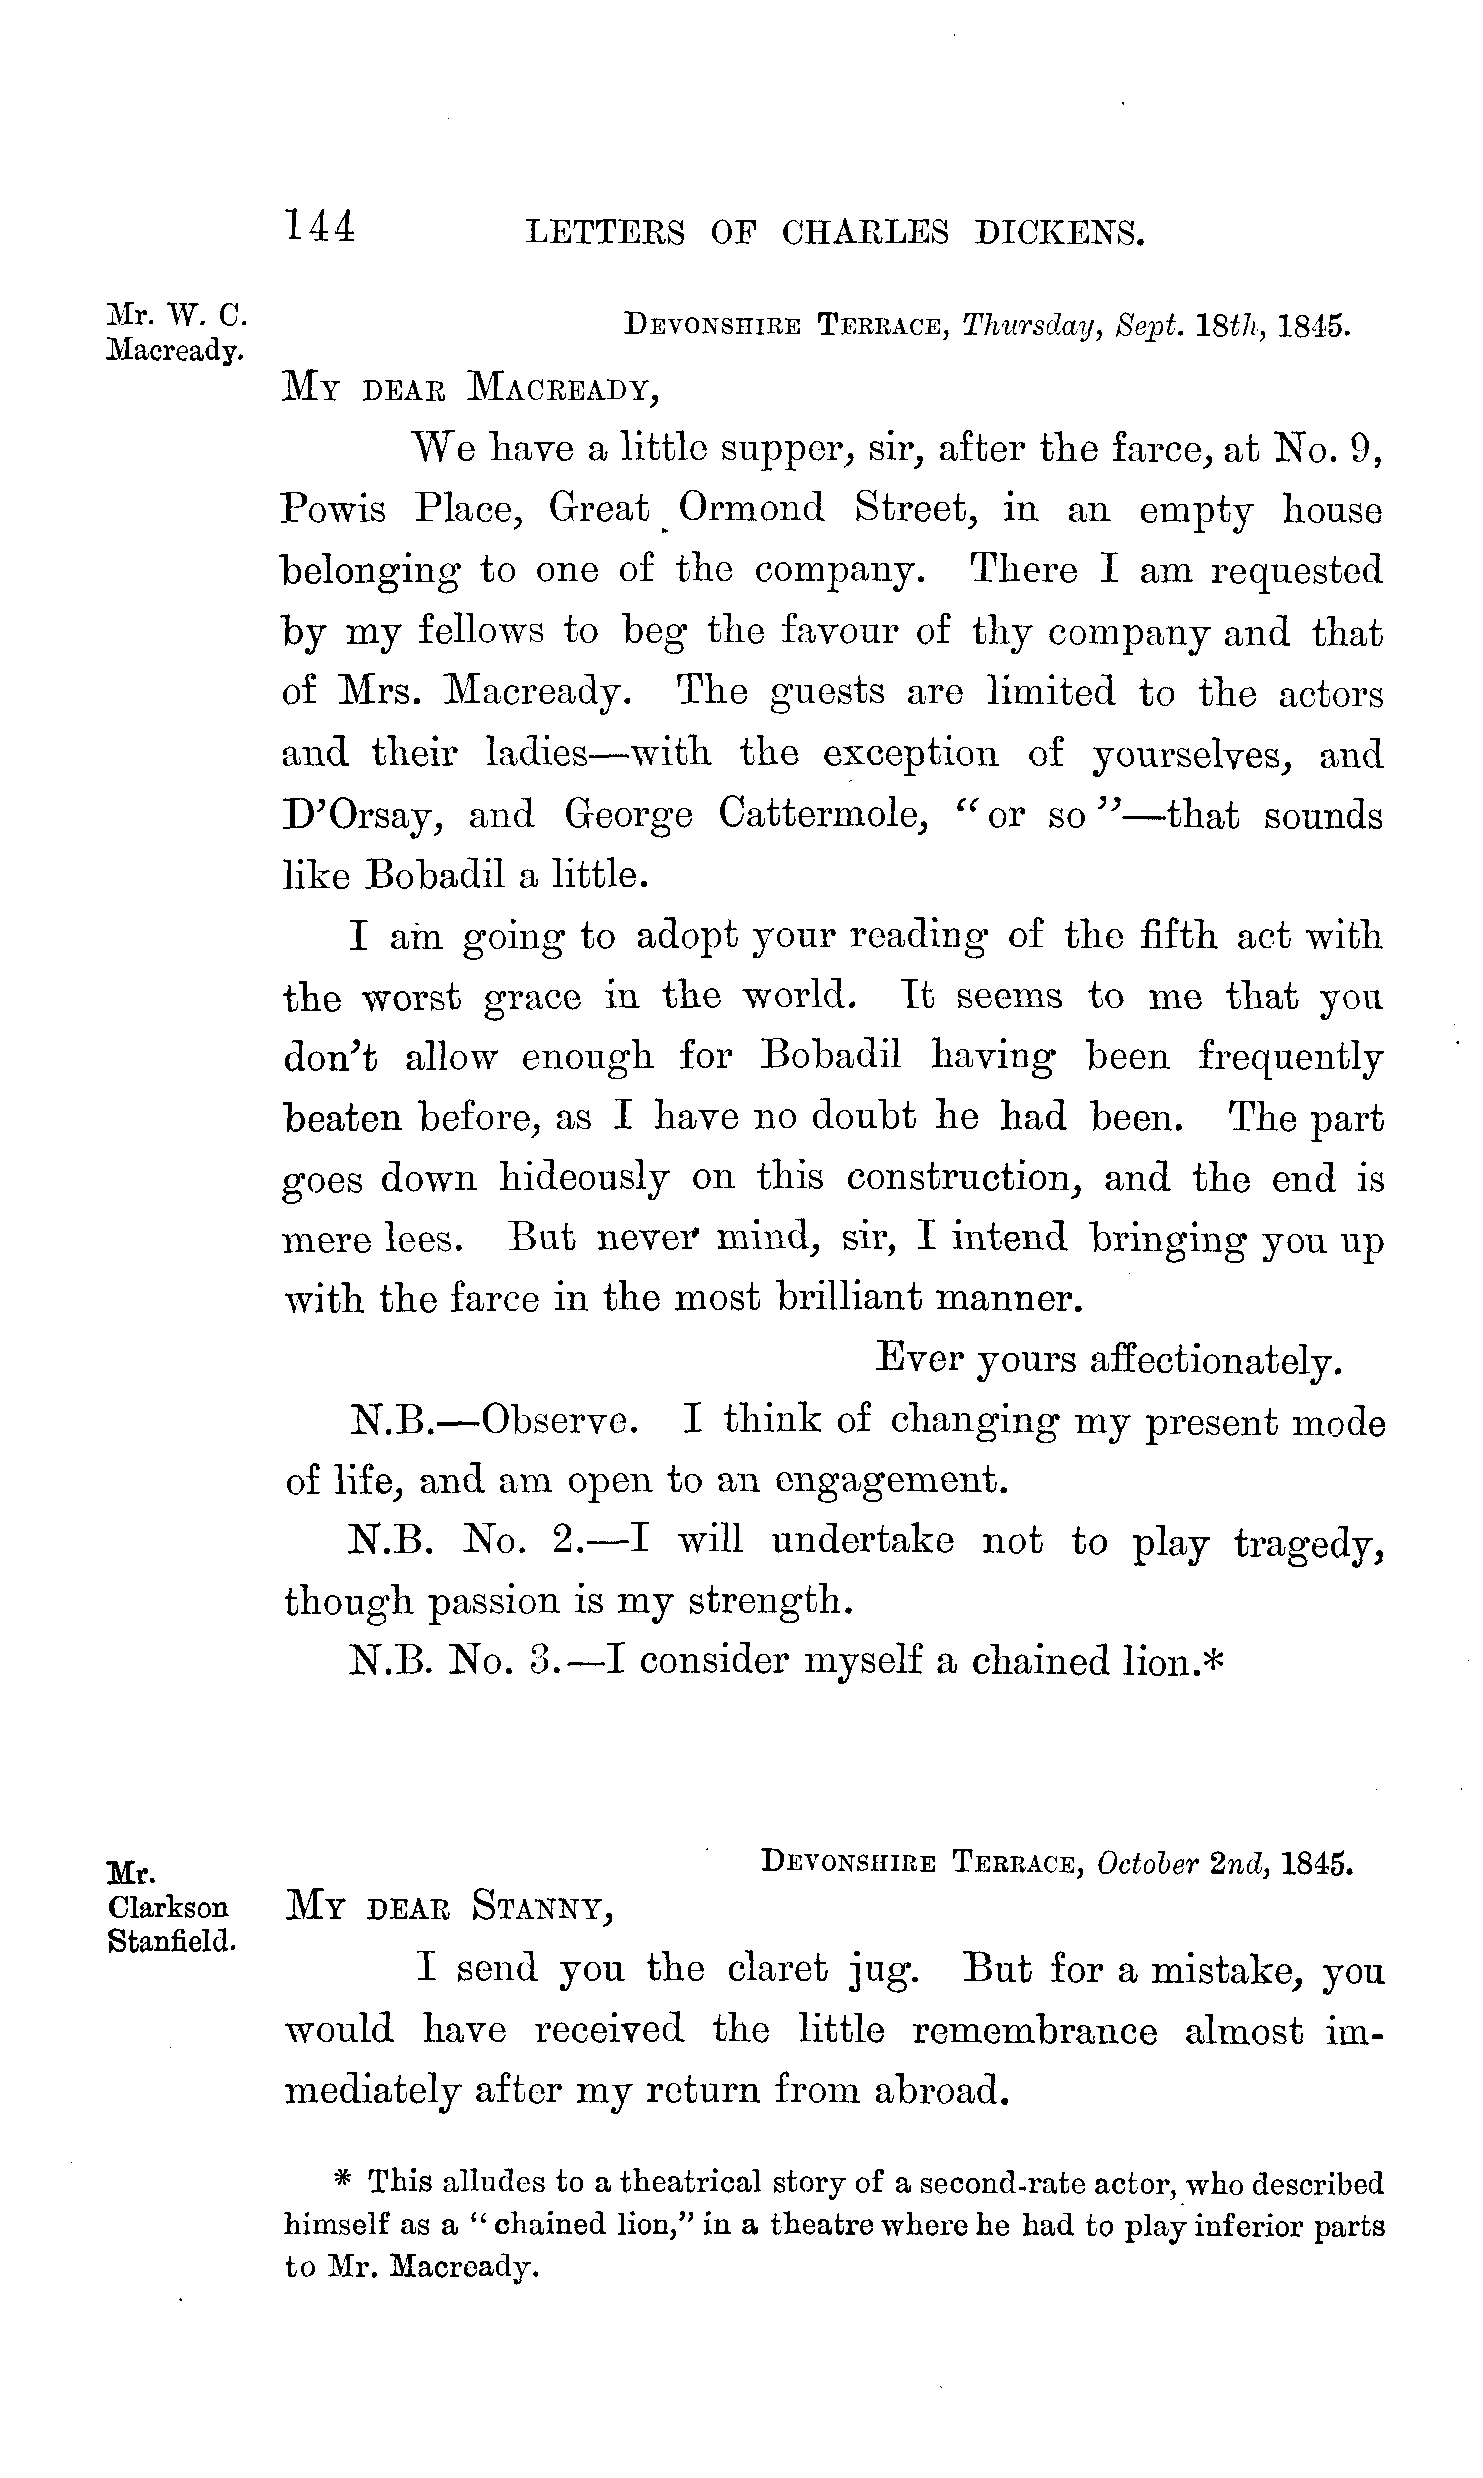 144 LETTERS OF CHARLES DICKENS.
Mr. W. C.
Macready.
DEVONSHIRE TERRACE, Thursday, Sept. 18th, 1845.
MY DEAR MACREADY,
We have a little supper, sir, after the farce, at No. 9,
Powis Place, Great Ormond Street, in an empty house
belonging to one of the company. There I am requested
by my fellows to beg the favour of thy company and that
of Mrs. Macready. The guests are limited to the actors
and their ladies—with the exception of yourselves, and
D'Orsay, and George Cattermole, "or so"—that sounds
like Bobadil a little.
I am going to adopt your reading of the fifth act with
the worst grace in the world. It seems to me that you
don't allow enough for Bobadil having been frequently
beaten before, as I have no doubt he had been. The part
goes down hideously on this construction, and the end is
mere lees. But never mind, sir, I intend bringing you up
with the farce in the most brilliant manner.
Ever yours affectionately.
N.B.—Observe. I think of changing my present mode
of life, and am open to an engagement.
N.B. No. 2.—I will undertake not to play tragedy,
though passion is my strength.
N.B. No. 3.—I consider myself a chained lion.*
Mr.
Clarkson
Stanfield.
DEVONSHIRE TERRACE, October 2nd, 1845.
MY DEAR STANNY,
I send you the claret jug. But for a mistake, you
would have received the little remembrance almost im-
mediately after my return from abroad.
* This alludes to a theatrical story of a second-rate actor, who described
himself as a "chained lion," in a theatre where he had to play inferior parts
to Mr. Macready.